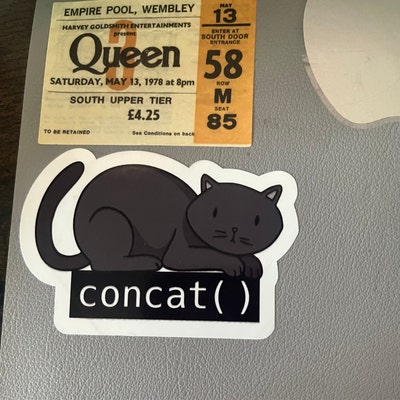 EMPIRE POOL, WEMBLEY
HARVEY GOLDSMITH ENTERTAINMENTS
present
Queen
SATURDAY, MAY 13, 1978 at 8pm
SOUTH UPPER TIER
£4.25
TO BE RETAINED See Conditions on back
MAY
13
ENTER AT
SOUTH DOOR
ENTRANCE
58
ROW
M
SEAT
85
concat()